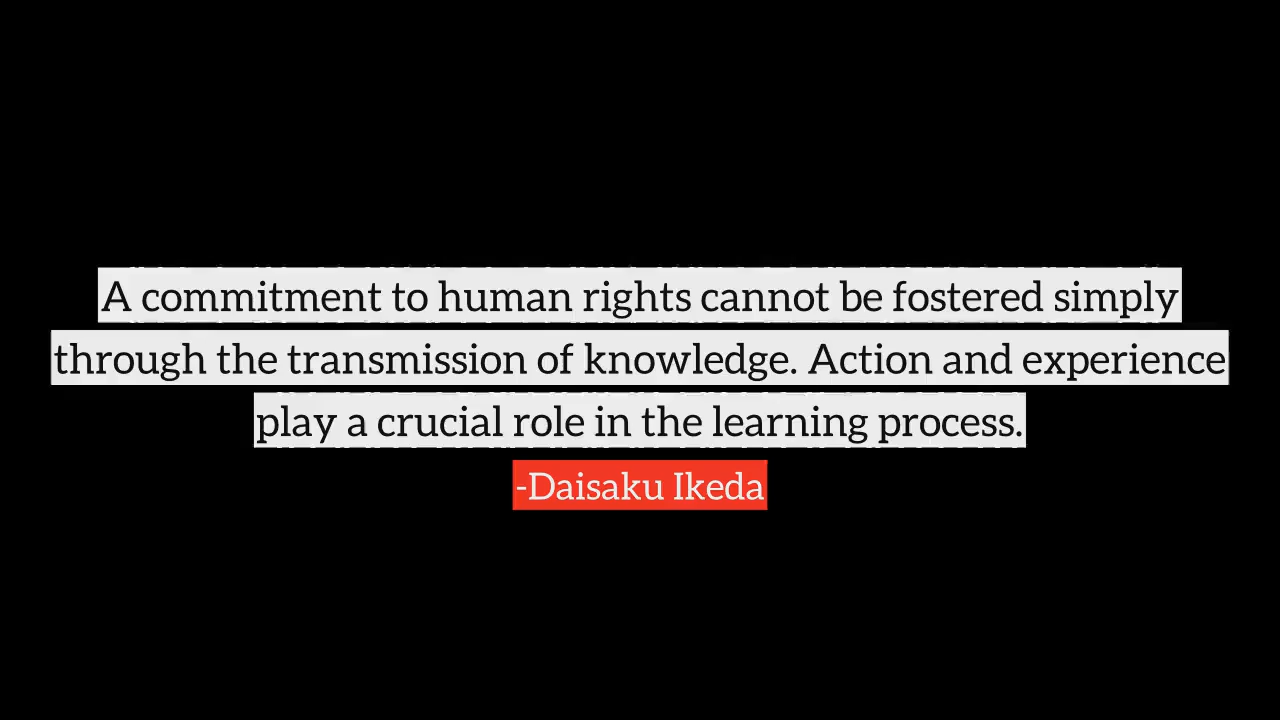 A commitment to human rights cannot be fostered simply
through the transmission of knowledge. Action and experience
play a crucial role in the learning process.
-Daisaku Ikeda